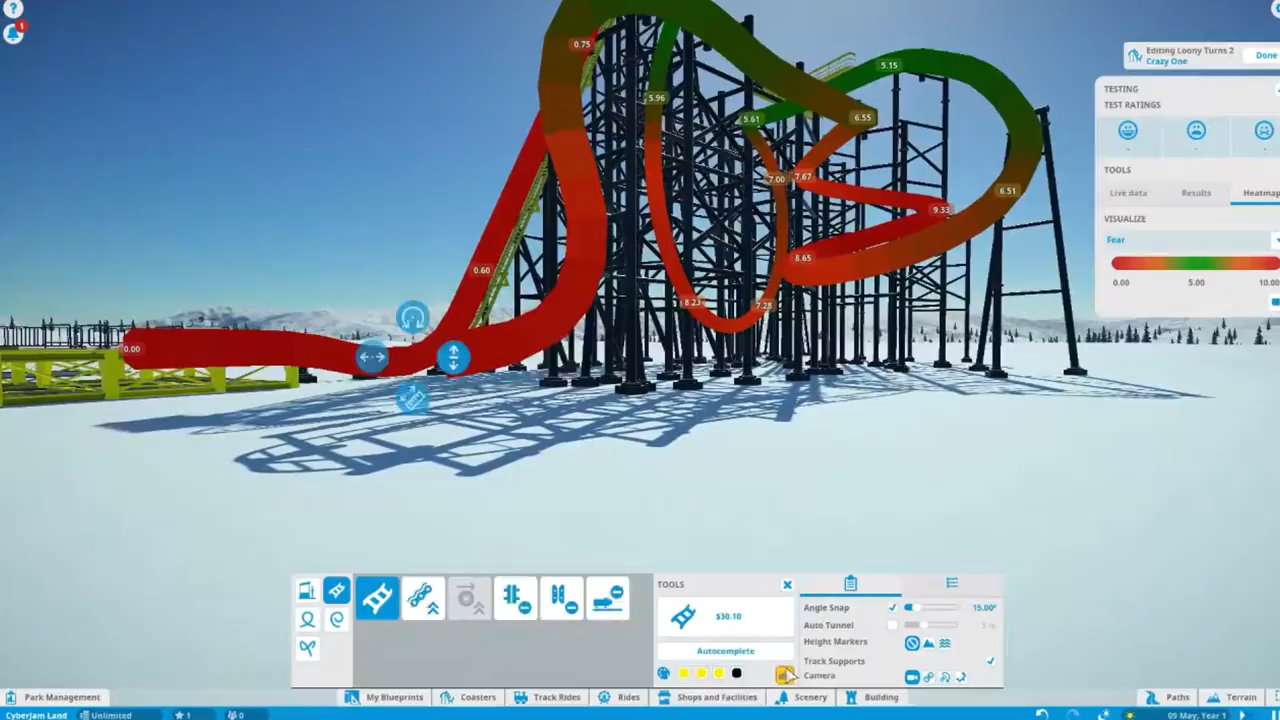 ?
1
Editing Loony Turns 2
Crazy One
Done
TESTING
TEST RATINGS
-
-
-
TOOLS
Live data
Results
Heatmap
VISUALIZE
Fear
0.00
5.00
10.00
0.75
5.15
5.96
5.61
6.55
7.00
7.67
6.51
9.33
8.65
0.60
8.23
7.28
0.00
TOOLS
$30.10
Autocomplete
Angle Snap
15.00°
Auto Tunnel
Height Markers
Track Supports
Camera
Park Management
My Blueprints
Coasters
Track Rides
Rides
Shops and Facilities
Scenery
Building
Paths
Terrain
CyberJam Land
Unlimited
1
0
09 May, Year 1